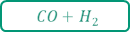 CO + H₂